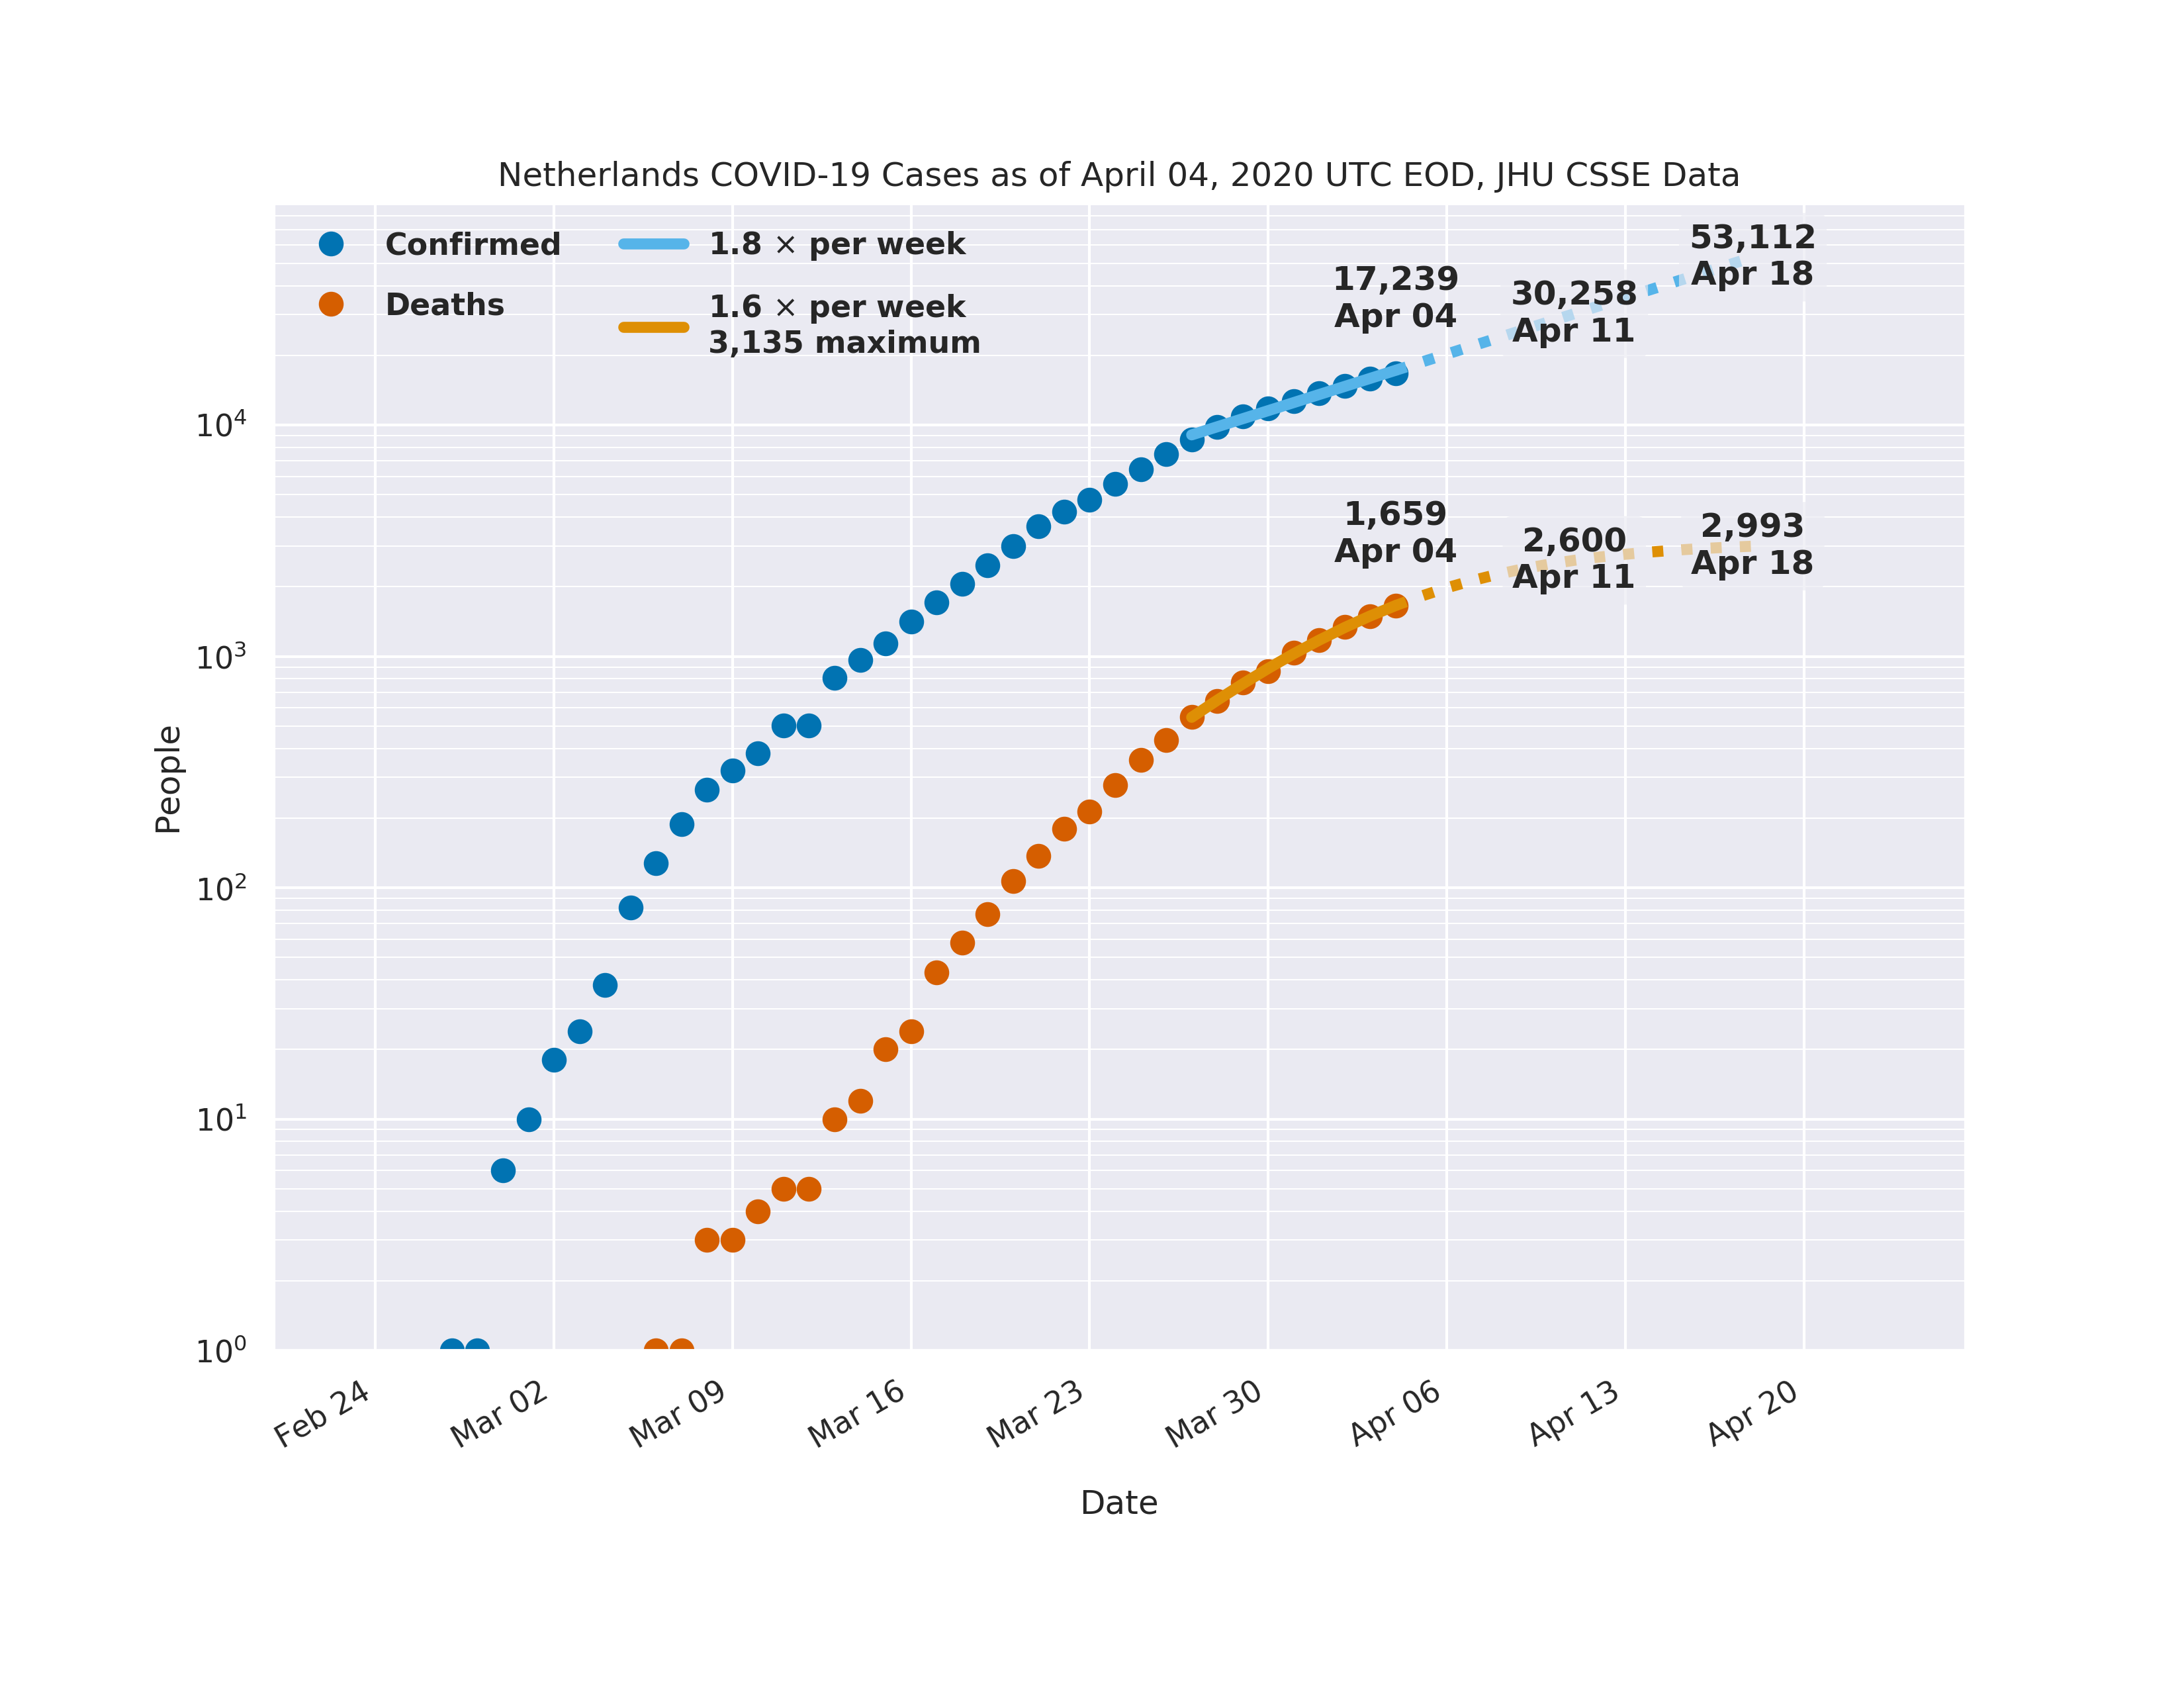 Netherlands COVID-19 Cases as of April 04, 2020 UTC EOD, JHU CSSE Data
Confirmed
Deaths
1.8 × per week
1.6 × per week
3,135 maximum
17,239
Apr 04
30,258
Apr 11
53,112
Apr 18
1,659
Apr 04
2,600
Apr 11
2,993
Apr 18
People
10⁴
10³
10²
10¹
10⁰
Feb 24
Mar 02
Mar 09
Mar 16
Mar 23
Mar 30
Apr 06
Apr 13
Apr 20
Date